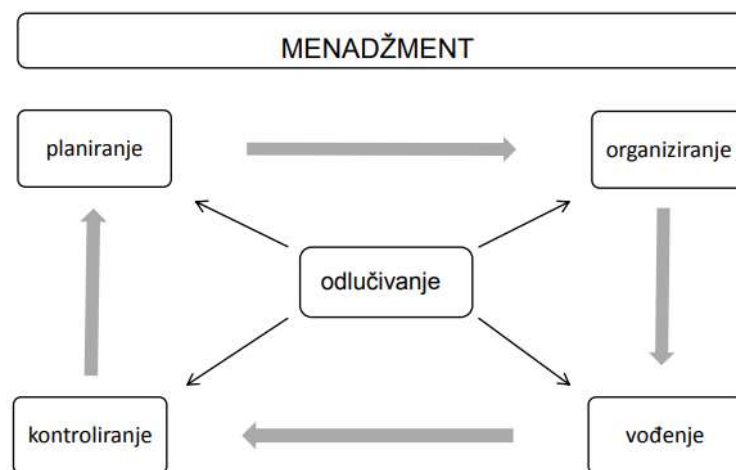 MENADŽMENT
planiranje
organiziranje
odlučivanje
kontroliranje
vođenje